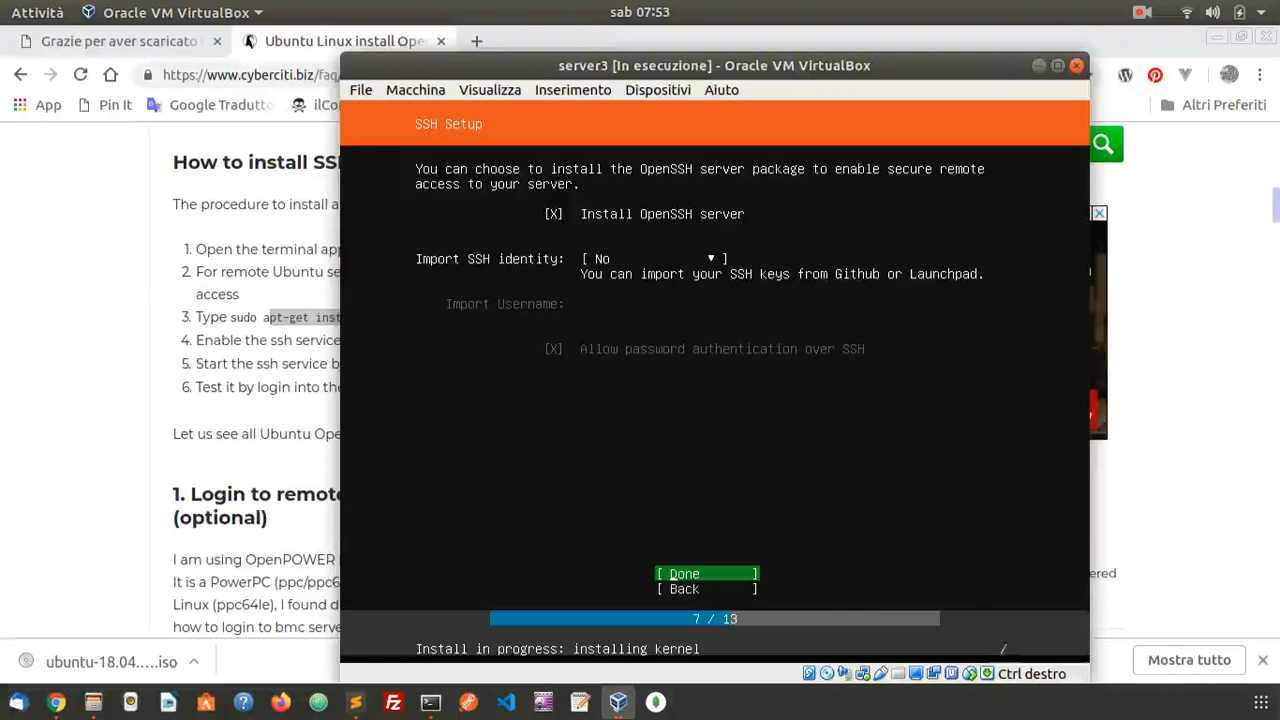 Attività
Oracle VM VirtualBox
sab 07:53
Grazie per aver scaricato
Ubuntu Linux install Ope
https://www.cyberciti.biz/faq
App
Pin It
Google Tradutto
ilCo
Altri Preferiti
server3 [In esecuzione] - Oracle VM VirtualBox
File Macchina Visualizza Inserimento Dispositivi Aiuto
SSH Setup
You can choose to install the OpenSSH server package to enable secure remote
access to your server.
[X] Install OpenSSH server
Import SSH identity: [ No ▼ ]
You can import your SSH keys from Github or Launchpad.
Import Username:
[X] Allow password authentication over SSH
[ Done ]
[ Back ]
7 / 13
Install in progress: installing kernel /
Ctrl destro
How to install SS
The procedure to install a
1. Open the terminal app
2. For remote Ubuntu se
access
3. Type sudo apt-get inst
4. Enable the ssh service
5. Start the ssh service b
6. Test it by login into the
Let us see all Ubuntu Ope
1. Login to remote
(optional)
I am using OpenPOWER
It is a PowerPC (ppc/ppc6
ered
Linux (ppc64le), I found d
how to login to bmc serve
ubuntu-18.04.....iso
Mostra tutto